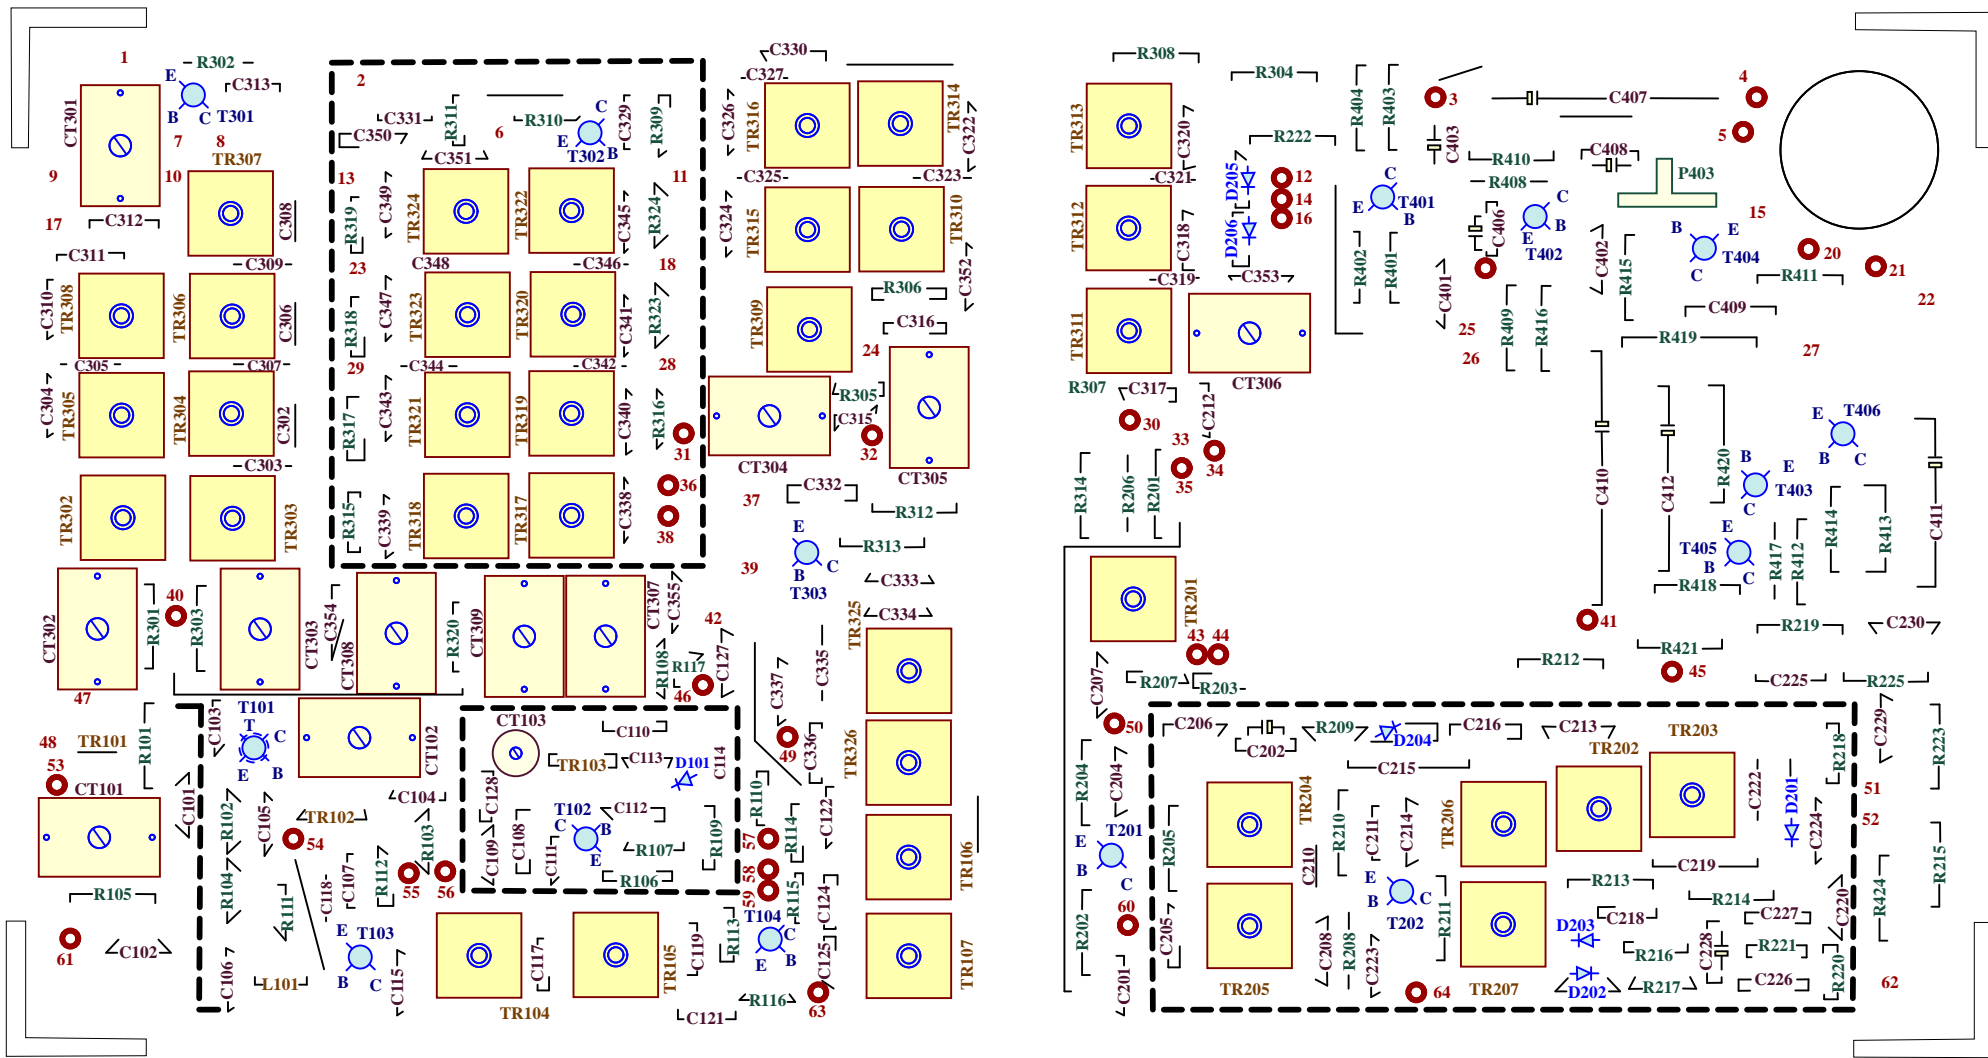 1
R302
E
C313
B
C
T301
CT301
7
8
TR307
9
10
17
C312
C308
C311
C309
C310
TR308
TR306
C306
C305
C307
C304
TR305
TR304
C302
C303
TR302
TR303
2
C331
C350
R311
6
R310
C
C329
R309
E
B
T302
C351
13
11
R319
C349
TR324
TR322
C345
R324
23
C348
C346
18
R318
C347
TR323
TR320
C341
R323
29
C344
C342
28
R317
C343
TR321
TR319
C340
R316
31
R315
C339
TR318
TR317
C338
36
38
C330
C327
C326
TR316
TR314
C322
C325
C323
C324
TR315
TR310
C352
R306
TR309
C316
24
R305
C315
32
CT304
CT305
37
C332
R312
E
R313
B
C
T303
39
C333
C334
R308
R304
TR313
C320
R222
C321
D205
12
14
16
TR312
C318
D206
C319
C353
TR311
CT306
R307
C317
C212
30
33
34
35
R314
R206
R201
R404
R403
3
C407
4
5
C403
C408
R410
R408
P403
C
T401
E
B
C406
C
B
E
T402
B
E
T404
C
15
20
21
R402
R401
C401
C402
R415
R411
22
C409
25
R409
R416
26
R419
27
C410
C412
R420
E
T406
B
C
B
E
T403
C
C411
R414
R413
T405
E
B
C
R417
R412
R418
41
R219
C230
R421
R212
45
C225
R225
CT302
R301
40
R303
CT303
C354
CT308
R320
CT309
CT307
C355
R108
R117
42
C127
46
47
TR325
C335
C337
49
C336
TR326
48
TR101
R101
C103
T101
T
C
E
B
CT102
53
CT101
C101
R102
C105
TR102
C104
54
R103
R104
R105
R111
C118
C107
R112
55
56
61
C102
C106
L101
E
T103
B
C
C115
CT103
C110
TR103
C113
D101
C114
C128
C112
T102
C
B
E
C109
C108
C111
R107
R106
R109
R110
R114
C122
57
58
59
R115
C124
TR106
TR104
C117
TR105
C119
R113
T104
C
E
B
C125
TR107
R116
C121
63
TR201
43
44
C207
R207
R203
50
C206
C202
R209
D204
C216
C213
TR202
TR203
C215
R204
C204
T201
E
B
C
R205
TR204
R210
C211
C214
TR206
C222
D201
R218
C229
R223
51
C224
52
R215
C210
C219
60
R202
C205
TR205
C208
R208
E
B
C
T202
R211
C223
TR207
R213
R214
C218
C227
D203
R216
C228
R221
C220
R424
D202
R217
C226
R220
62
C201
64